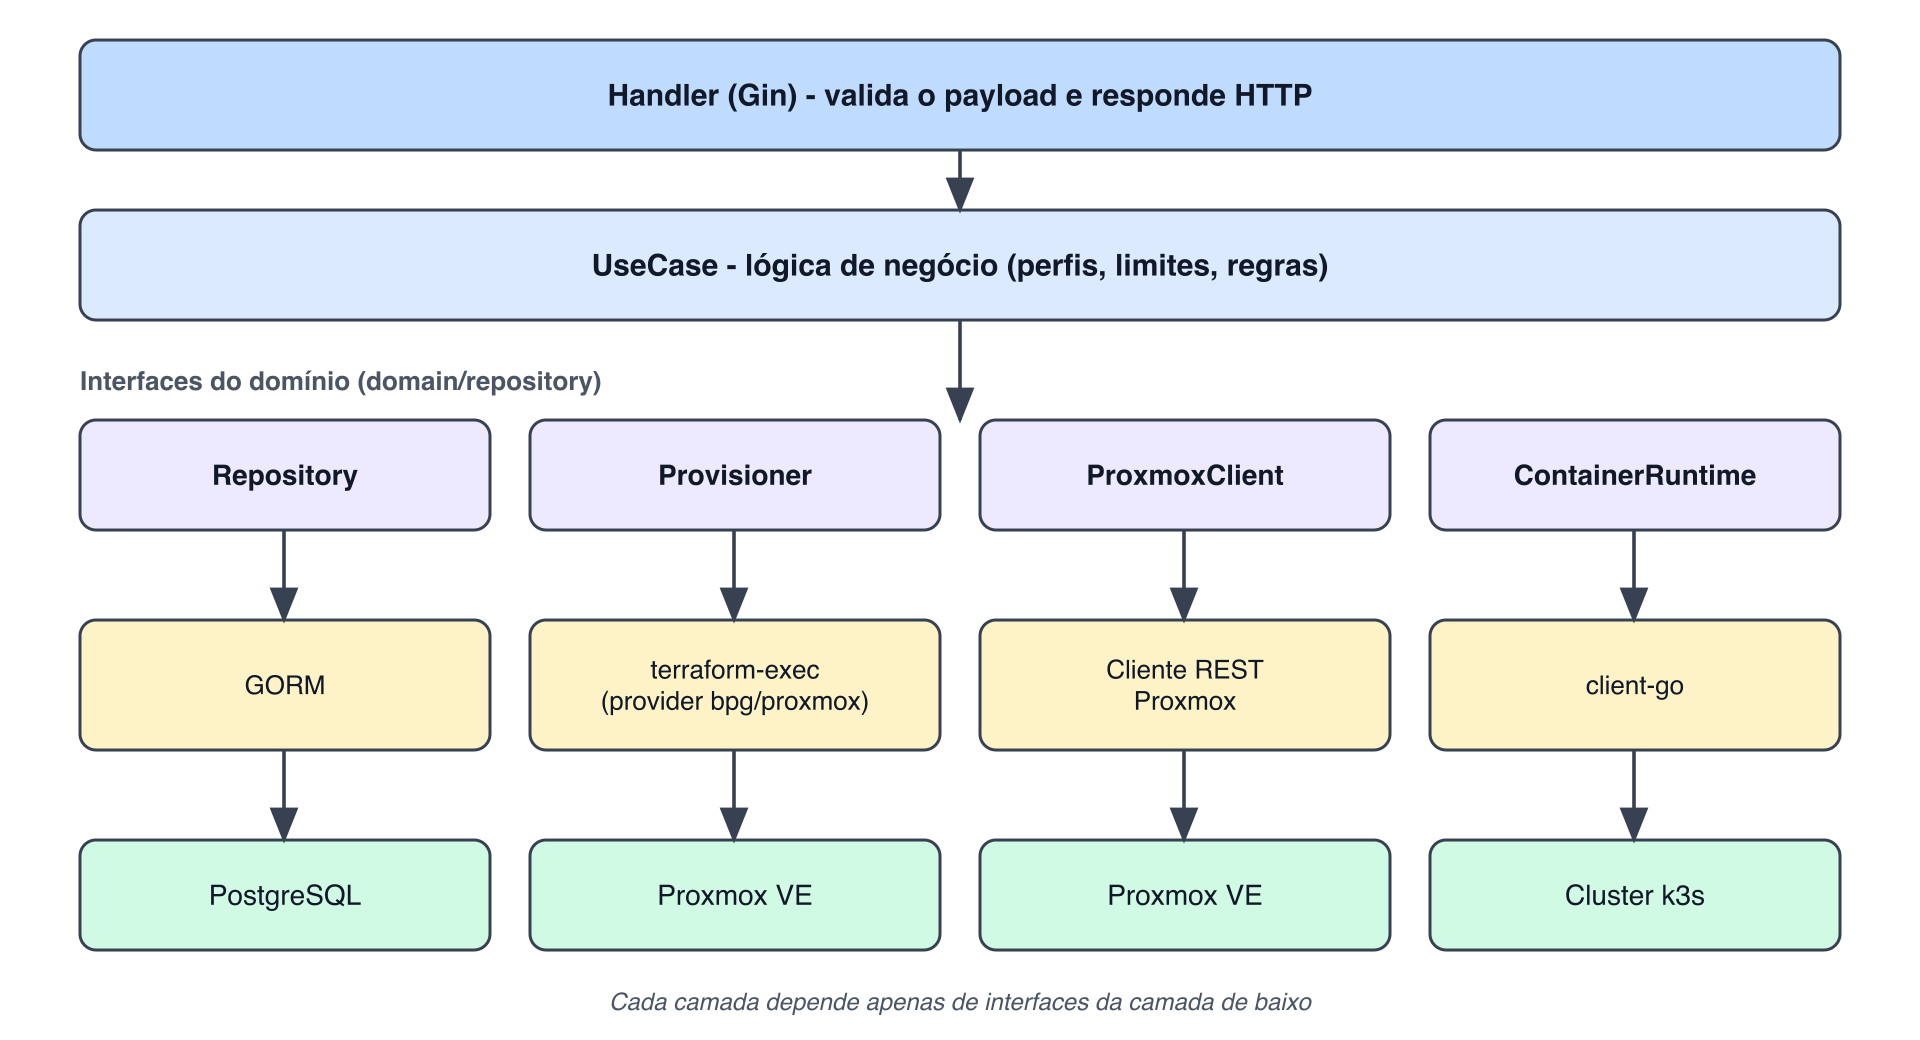 Handler (Gin) - valida o payload e responde HTTP
UseCase - lógica de negócio (perfis, limites, regras)
Interfaces do domínio (domain/repository)
Repository
Provisioner
ProxmoxClient
ContainerRuntime
GORM
terraform-exec
(provider bpg/proxmox)
Cliente REST
Proxmox
client-go
PostgreSQL
Proxmox VE
Proxmox VE
Cluster k3s
Cada camada depende apenas de interfaces da camada de baixo